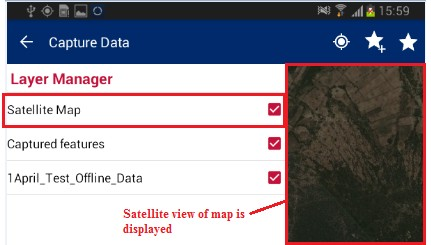 15:59
Capture Data
Layer Manager
Satellite Map
Captured features
1April_Test_Offline_Data
Satellite view of map is
displayed